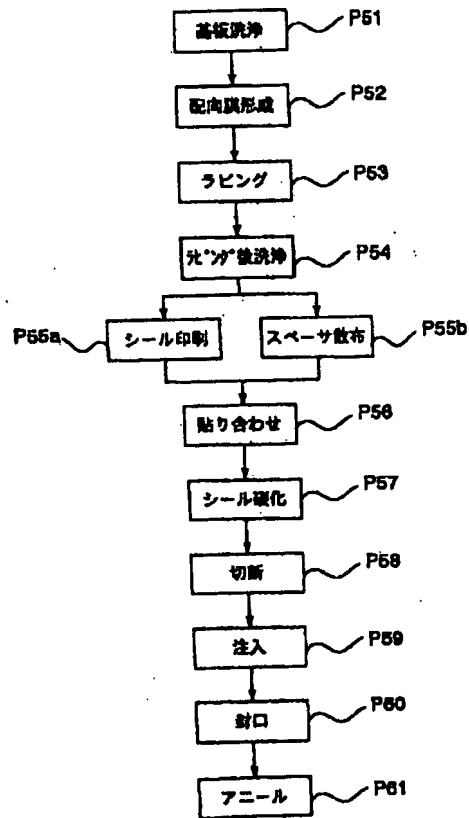 基板洗浄 P51
配向膜形成 P52
ラビング P53
ラビング後洗浄 P54
P55a シール印刷 スペーサ散布 P55b
貼り合わせ P56
シール硬化 P57
切断 P58
注入 P59
封口 P60
アニール P61